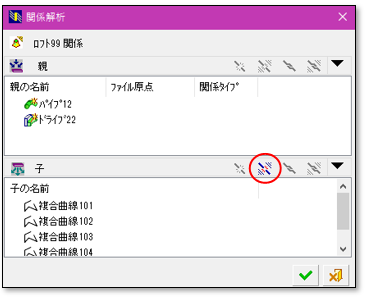 関係解析
ﾛﾌﾄ99 関係
親
親の名前 ﾌｧｲﾙ原点 関係ﾀｲﾌﾟ
ﾊﾟｲﾌﾟ12
ﾄﾞﾗｲﾌﾞ22
子
子の名前
複合曲線101
複合曲線102
複合曲線103
複合曲線104